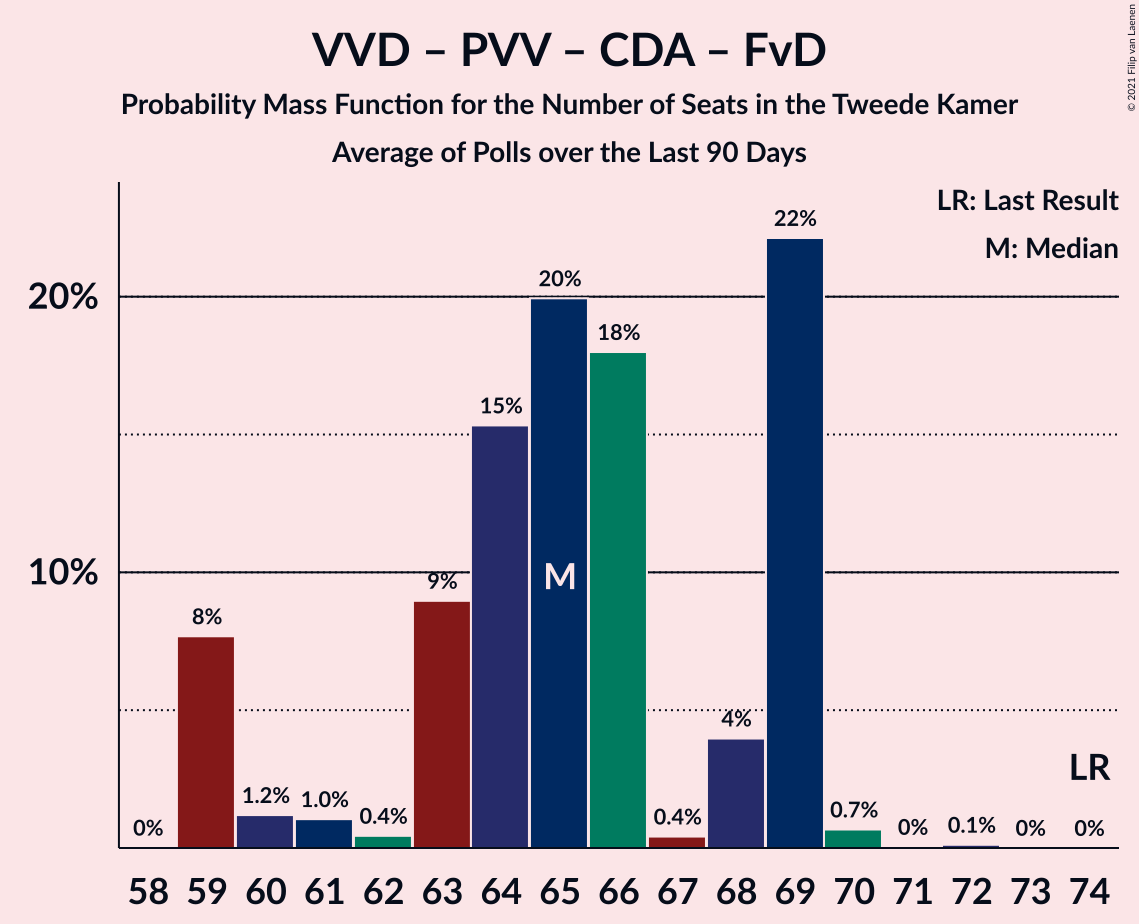 VVD – PVV – CDA – FvD
Probability Mass Function for the Number of Seats in the Tweede Kamer
Average of Polls over the Last 90 Days
© 2021 Filip van Laenen
LR: Last Result
M: Median
20%
10%
0%
8%
1.2%
1.0%
0.4%
9%
15%
20%
M
18%
0.4%
4%
22%
0.7%
0%
0.1%
0%
0%
LR
58 59 60 61 62 63 64 65 66 67 68 69 70 71 72 73 74